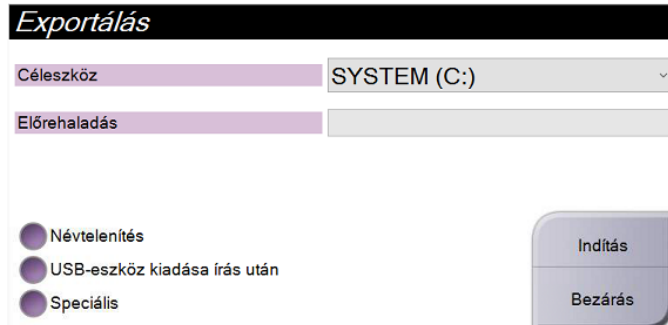 Exportálás
Céleszköz
SYSTEM (C:)
Előrehaladás
Névtelenítés
USB-eszköz kiadása írás után
Speciális
Indítás
Bezárás